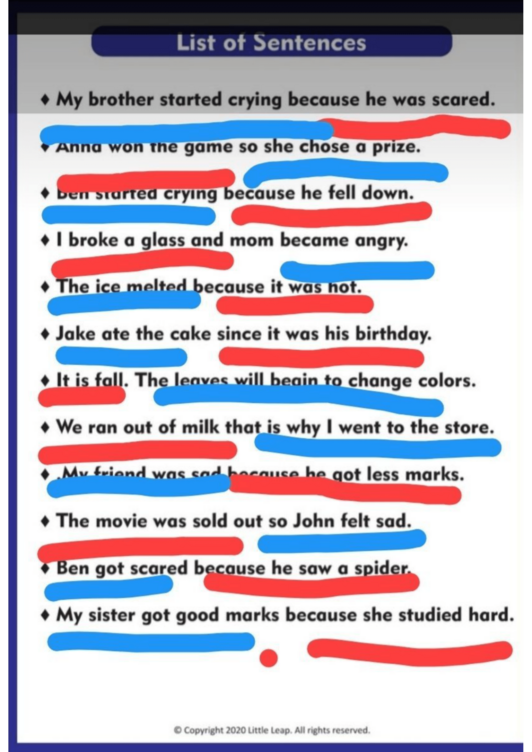 List of Sentences
♦ My brother started crying because he was scared.
♦ Anna won the game so she chose a prize.
♦ Ben started crying because he fell down.
♦ I broke a glass and mom became angry.
♦ The ice melted because it was hot.
♦ Jake ate the cake since it was his birthday.
♦ It is fall. The leaves will begin to change colors.
♦ We ran out of milk that is why I went to the store.
♦ .My friend was sad because he got less marks.
♦ The movie was sold out so John felt sad.
♦ Ben got scared because he saw a spider.
♦ My sister got good marks because she studied hard.
© Copyright 2020 Little Leap. All rights reserved.